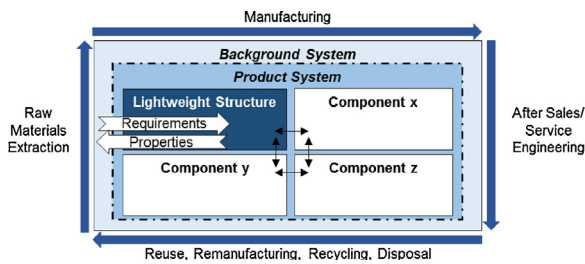 Manufacturing
Background System
Product System
Lightweight Structure
Component x
Requirements
Properties
Component y
Component z
Raw
Materials
Extraction
After Sales/
Service
Engineering
Reuse, Remanufacturing, Recycling, Disposal